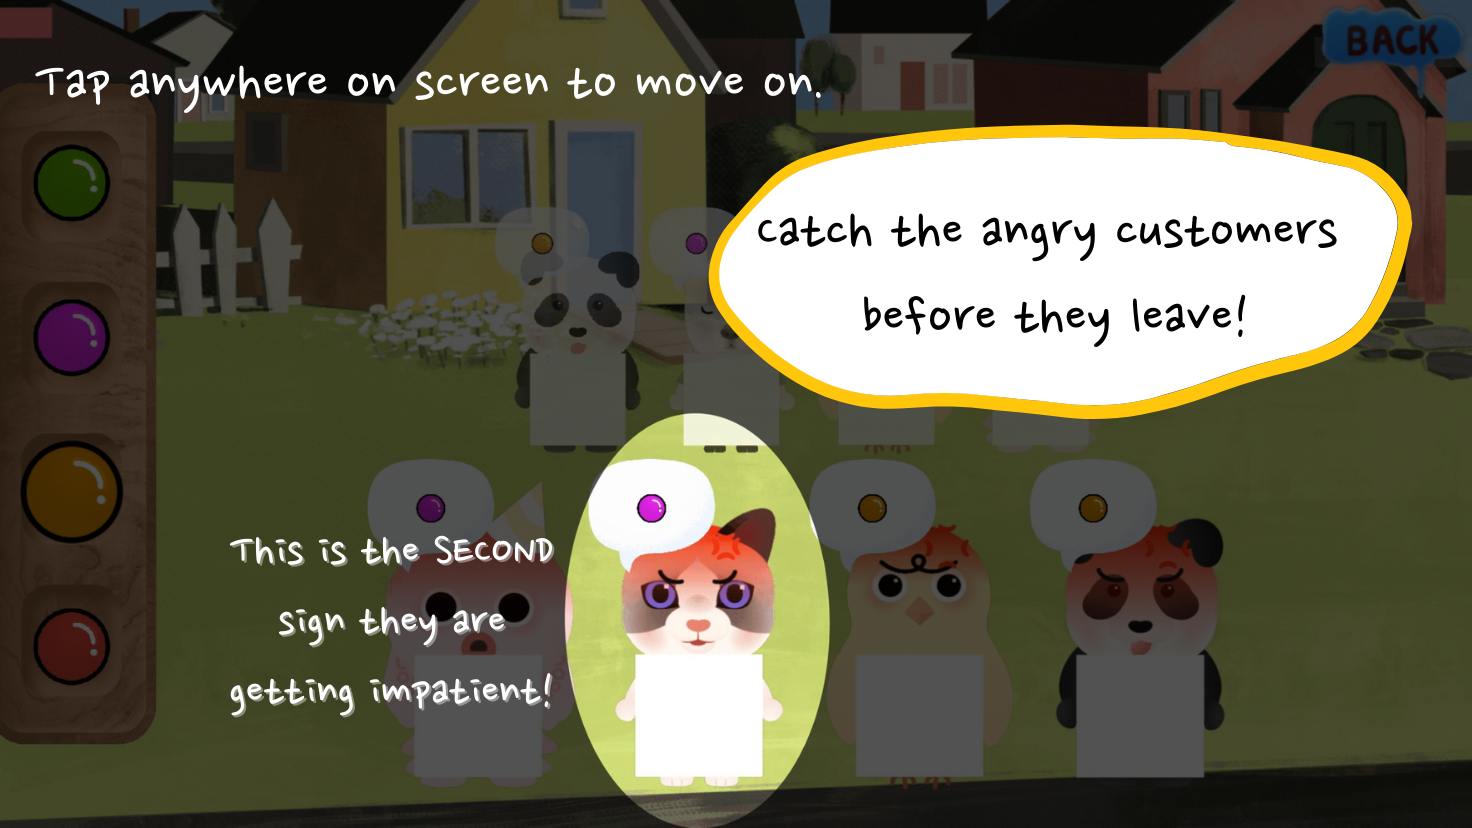 BACK
Tap anywhere on screen to move on.
catch the angry customers
before they leave!
This is the SECOND
sign they are
getting impatient!